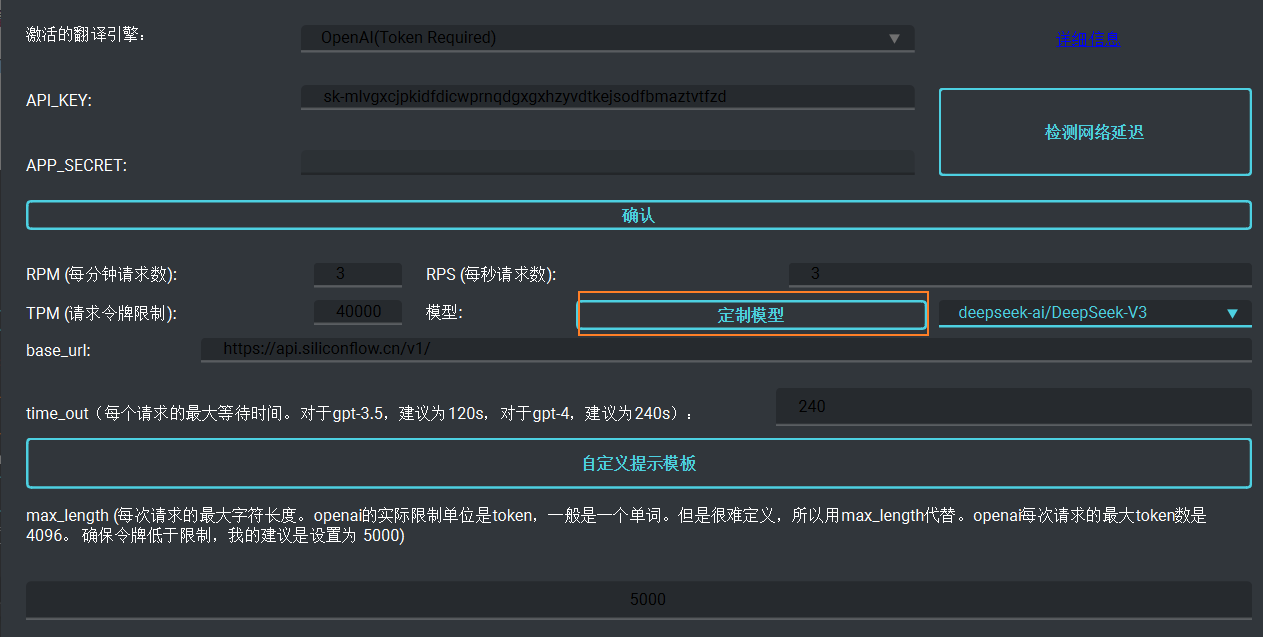 激活的翻译引擎：
OpenAI(Token Required)
详细信息
API_KEY:
sk-mlvgxcjpkidfdicwprnqdgxgxhzyvdtkejsodfbmaztvtfzd
检测网络延迟
APP_SECRET:
确认
RPM (每分钟请求数):
3
RPS (每秒请求数):
3
TPM (请求令牌限制):
40000
模型:
定制模型
deepseek-ai/DeepSeek-V3
base_url:
https://api.siliconflow.cn/v1/
time_out（每个请求的最大等待时间。对于gpt-3.5，建议为120s，对于gpt-4，建议为240s）：
240
自定义提示模板
max_length (每次请求的最大字符长度。openai的实际限制单位是token，一般是一个单词。但是很难定义，所以用max_length代替。openai每次请求的最大token数是
4096。 确保令牌低于限制，我的建议是设置为 5000)
5000